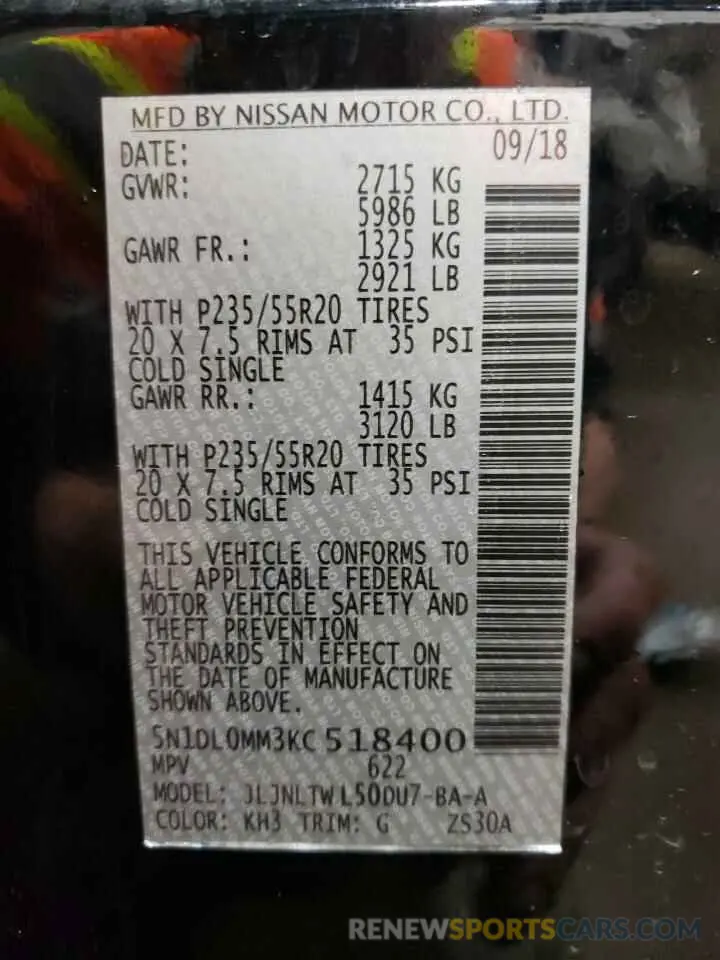 MFD BY NISSAN MOTOR CO., LTD.
DATE: 09/18
GVWR: 2715 KG
5986 LB
GAWR FR.: 1325 KG
2921 LB
WITH P235/55R20 TIRES
20 X 7.5 RIMS AT 35 PSI
COLD SINGLE
GAWR RR.: 1415 KG
3120 LB
WITH P235/55R20 TIRES
20 X 7.5 RIMS AT 35 PSI
COLD SINGLE
THIS VEHICLE CONFORMS TO
ALL APPLICABLE FEDERAL
MOTOR VEHICLE SAFETY AND
THEFT PREVENTION
STANDARDS IN EFFECT ON
THE DATE OF MANUFACTURE
SHOWN ABOVE.
5N1DL0MM3KC518400
MPV 622
MODEL: JLJNLTWL50DU7-BA-A
COLOR: KH3 TRIM: G ZS30A
RENEWSPORTSCARS.COM